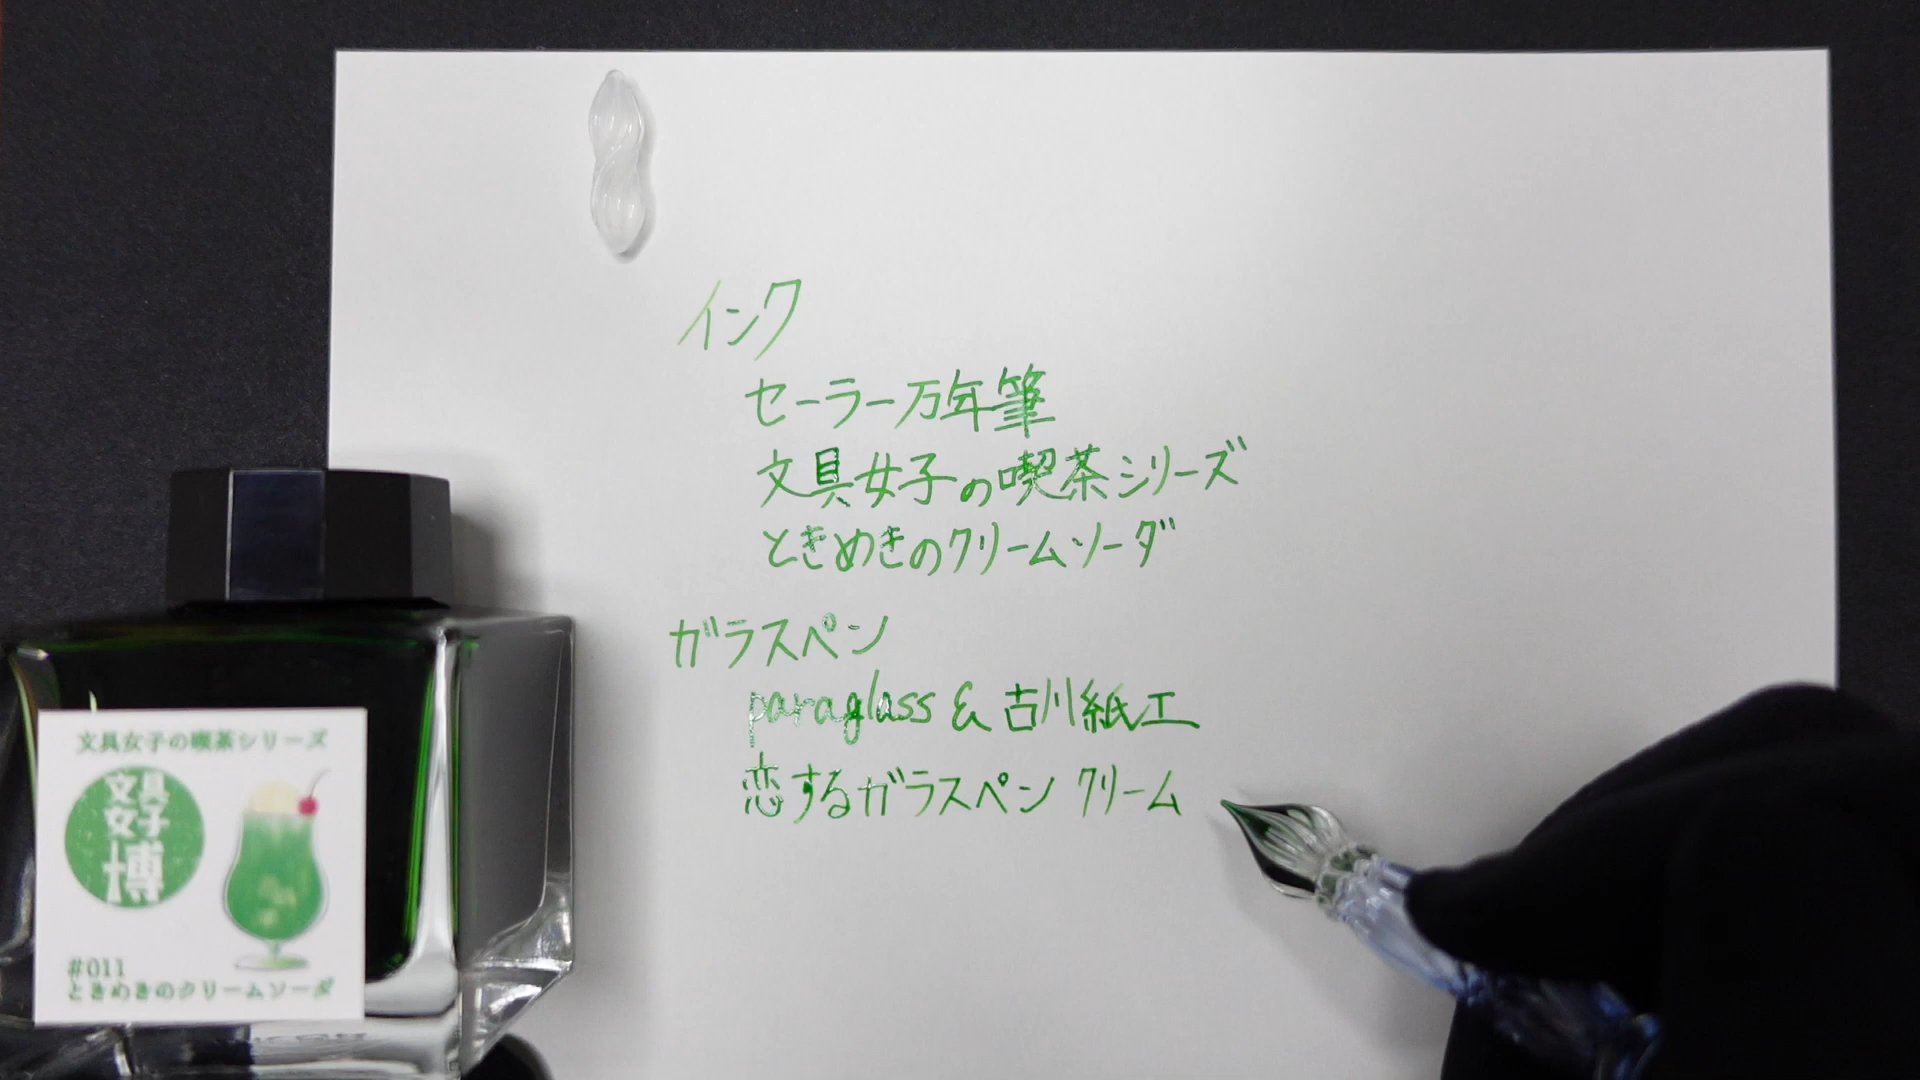 インク
セーラー万年筆
文具女子の喫茶シリーズ
ときめきのクリームソーダ
ガラスペン
paraglass & 古川紙工
恋するガラスペン クリーム
文具女子の喫茶シリーズ
文具
女子
博
#011
ときめきのクリームソーダ